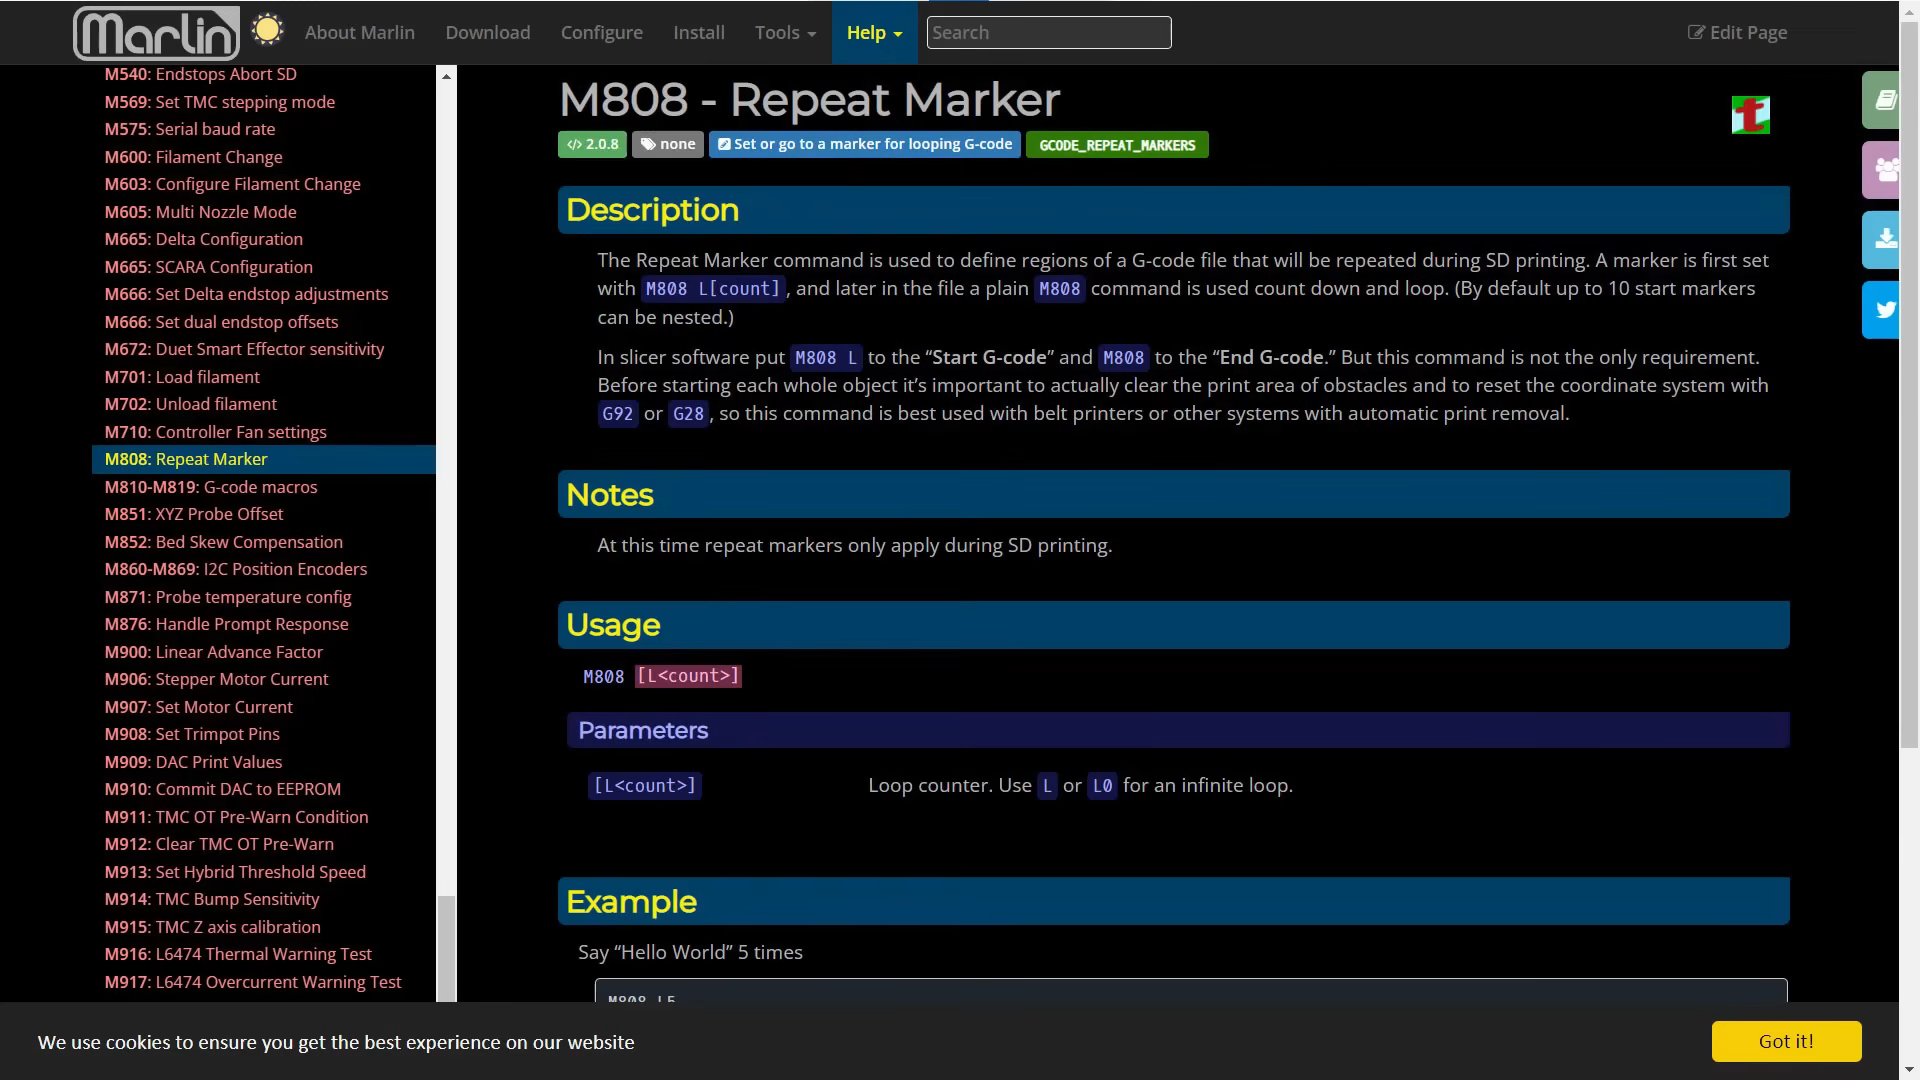 Marlin
About Marlin
Download
Configure
Install
Tools
Help
Search
Edit Page
M540: Endstops Abort SD
M569: Set TMC stepping mode
M575: Serial baud rate
M600: Filament Change
M603: Configure Filament Change
M605: Multi Nozzle Mode
M665: Delta Configuration
M665: SCARA Configuration
M666: Set Delta endstop adjustments
M666: Set dual endstop offsets
M672: Duet Smart Effector sensitivity
M701: Load filament
M702: Unload filament
M710: Controller Fan settings
M808: Repeat Marker
M810-M819: G-code macros
M851: XYZ Probe Offset
M852: Bed Skew Compensation
M860-M869: I2C Position Encoders
M871: Probe temperature config
M876: Handle Prompt Response
M900: Linear Advance Factor
M906: Stepper Motor Current
M907: Set Motor Current
M908: Set Trimpot Pins
M909: DAC Print Values
M910: Commit DAC to EEPROM
M911: TMC OT Pre-Warn Condition
M912: Clear TMC OT Pre-Warn
M913: Set Hybrid Threshold Speed
M914: TMC Bump Sensitivity
M915: TMC Z axis calibration
M916: L6474 Thermal Warning Test
M917: L6474 Overcurrent Warning Test
M808 - Repeat Marker
t
</> 2.0.8 none Set or go to a marker for looping G-code GCODE_REPEAT_MARKERS
Description
The Repeat Marker command is used to define regions of a G-code file that will be repeated during SD printing. A marker is first set
with M808 L[count], and later in the file a plain M808 command is used count down and loop. (By default up to 10 start markers
can be nested.)
In slicer software put M808 L to the “Start G-code” and M808 to the “End G-code.” But this command is not the only requirement.
Before starting each whole object it’s important to actually clear the print area of obstacles and to reset the coordinate system with
G92 or G28, so this command is best used with belt printers or other systems with automatic print removal.
Notes
At this time repeat markers only apply during SD printing.
Usage
M808 [L<count>]
Parameters
[L<count>] Loop counter. Use L or L0 for an infinite loop.
Example
Say “Hello World” 5 times
M808 L5
We use cookies to ensure you get the best experience on our website
Got it!